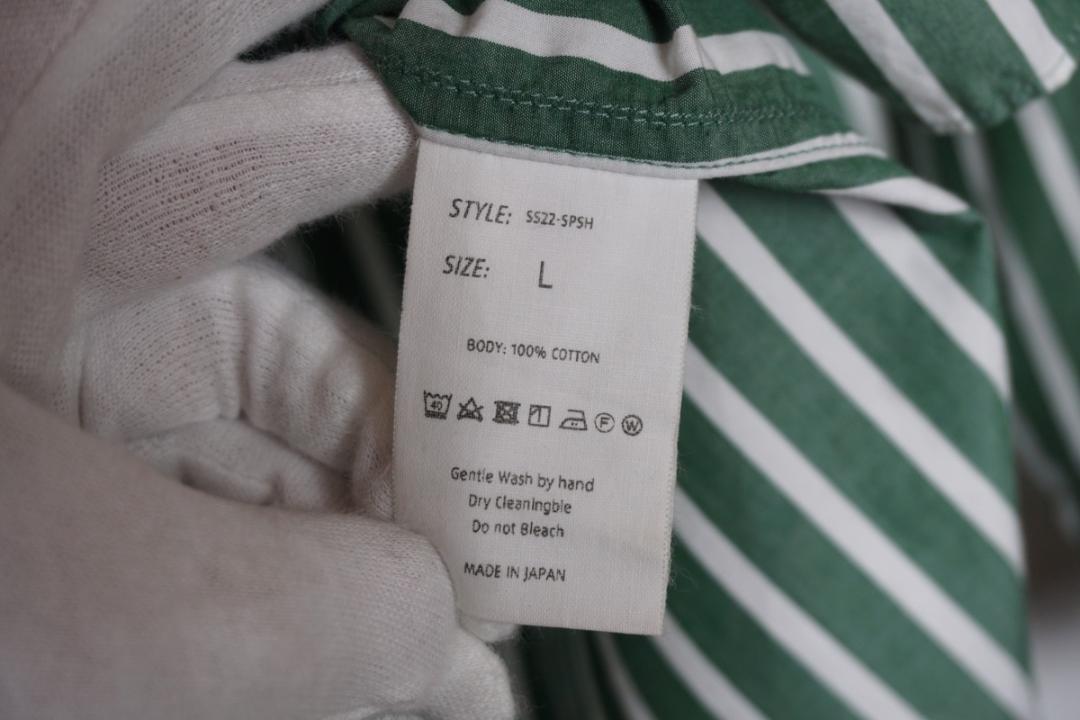 STYLE: SS22-SPSH
SIZE: L
BODY: 100% COTTON
40 F W
Gentle Wash by hand
Dry Cleaningble
Do not Bleach
MADE IN JAPAN